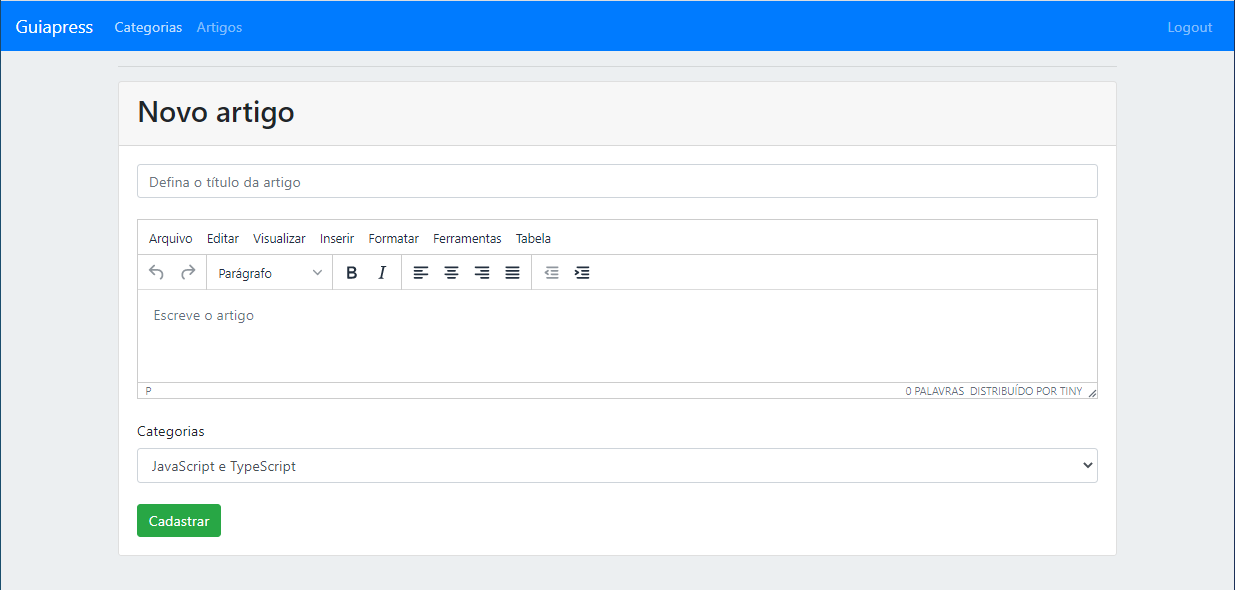 Guiapress Categorias Artigos Logout
Novo artigo
Defina o título da artigo
Arquivo Editar Visualizar Inserir Formatar Ferramentas Tabela
Parágrafo B I
Escreve o artigo
P 0 PALAVRAS DISTRIBUÍDO POR TINY
Categorias
JavaScript e TypeScript
Cadastrar